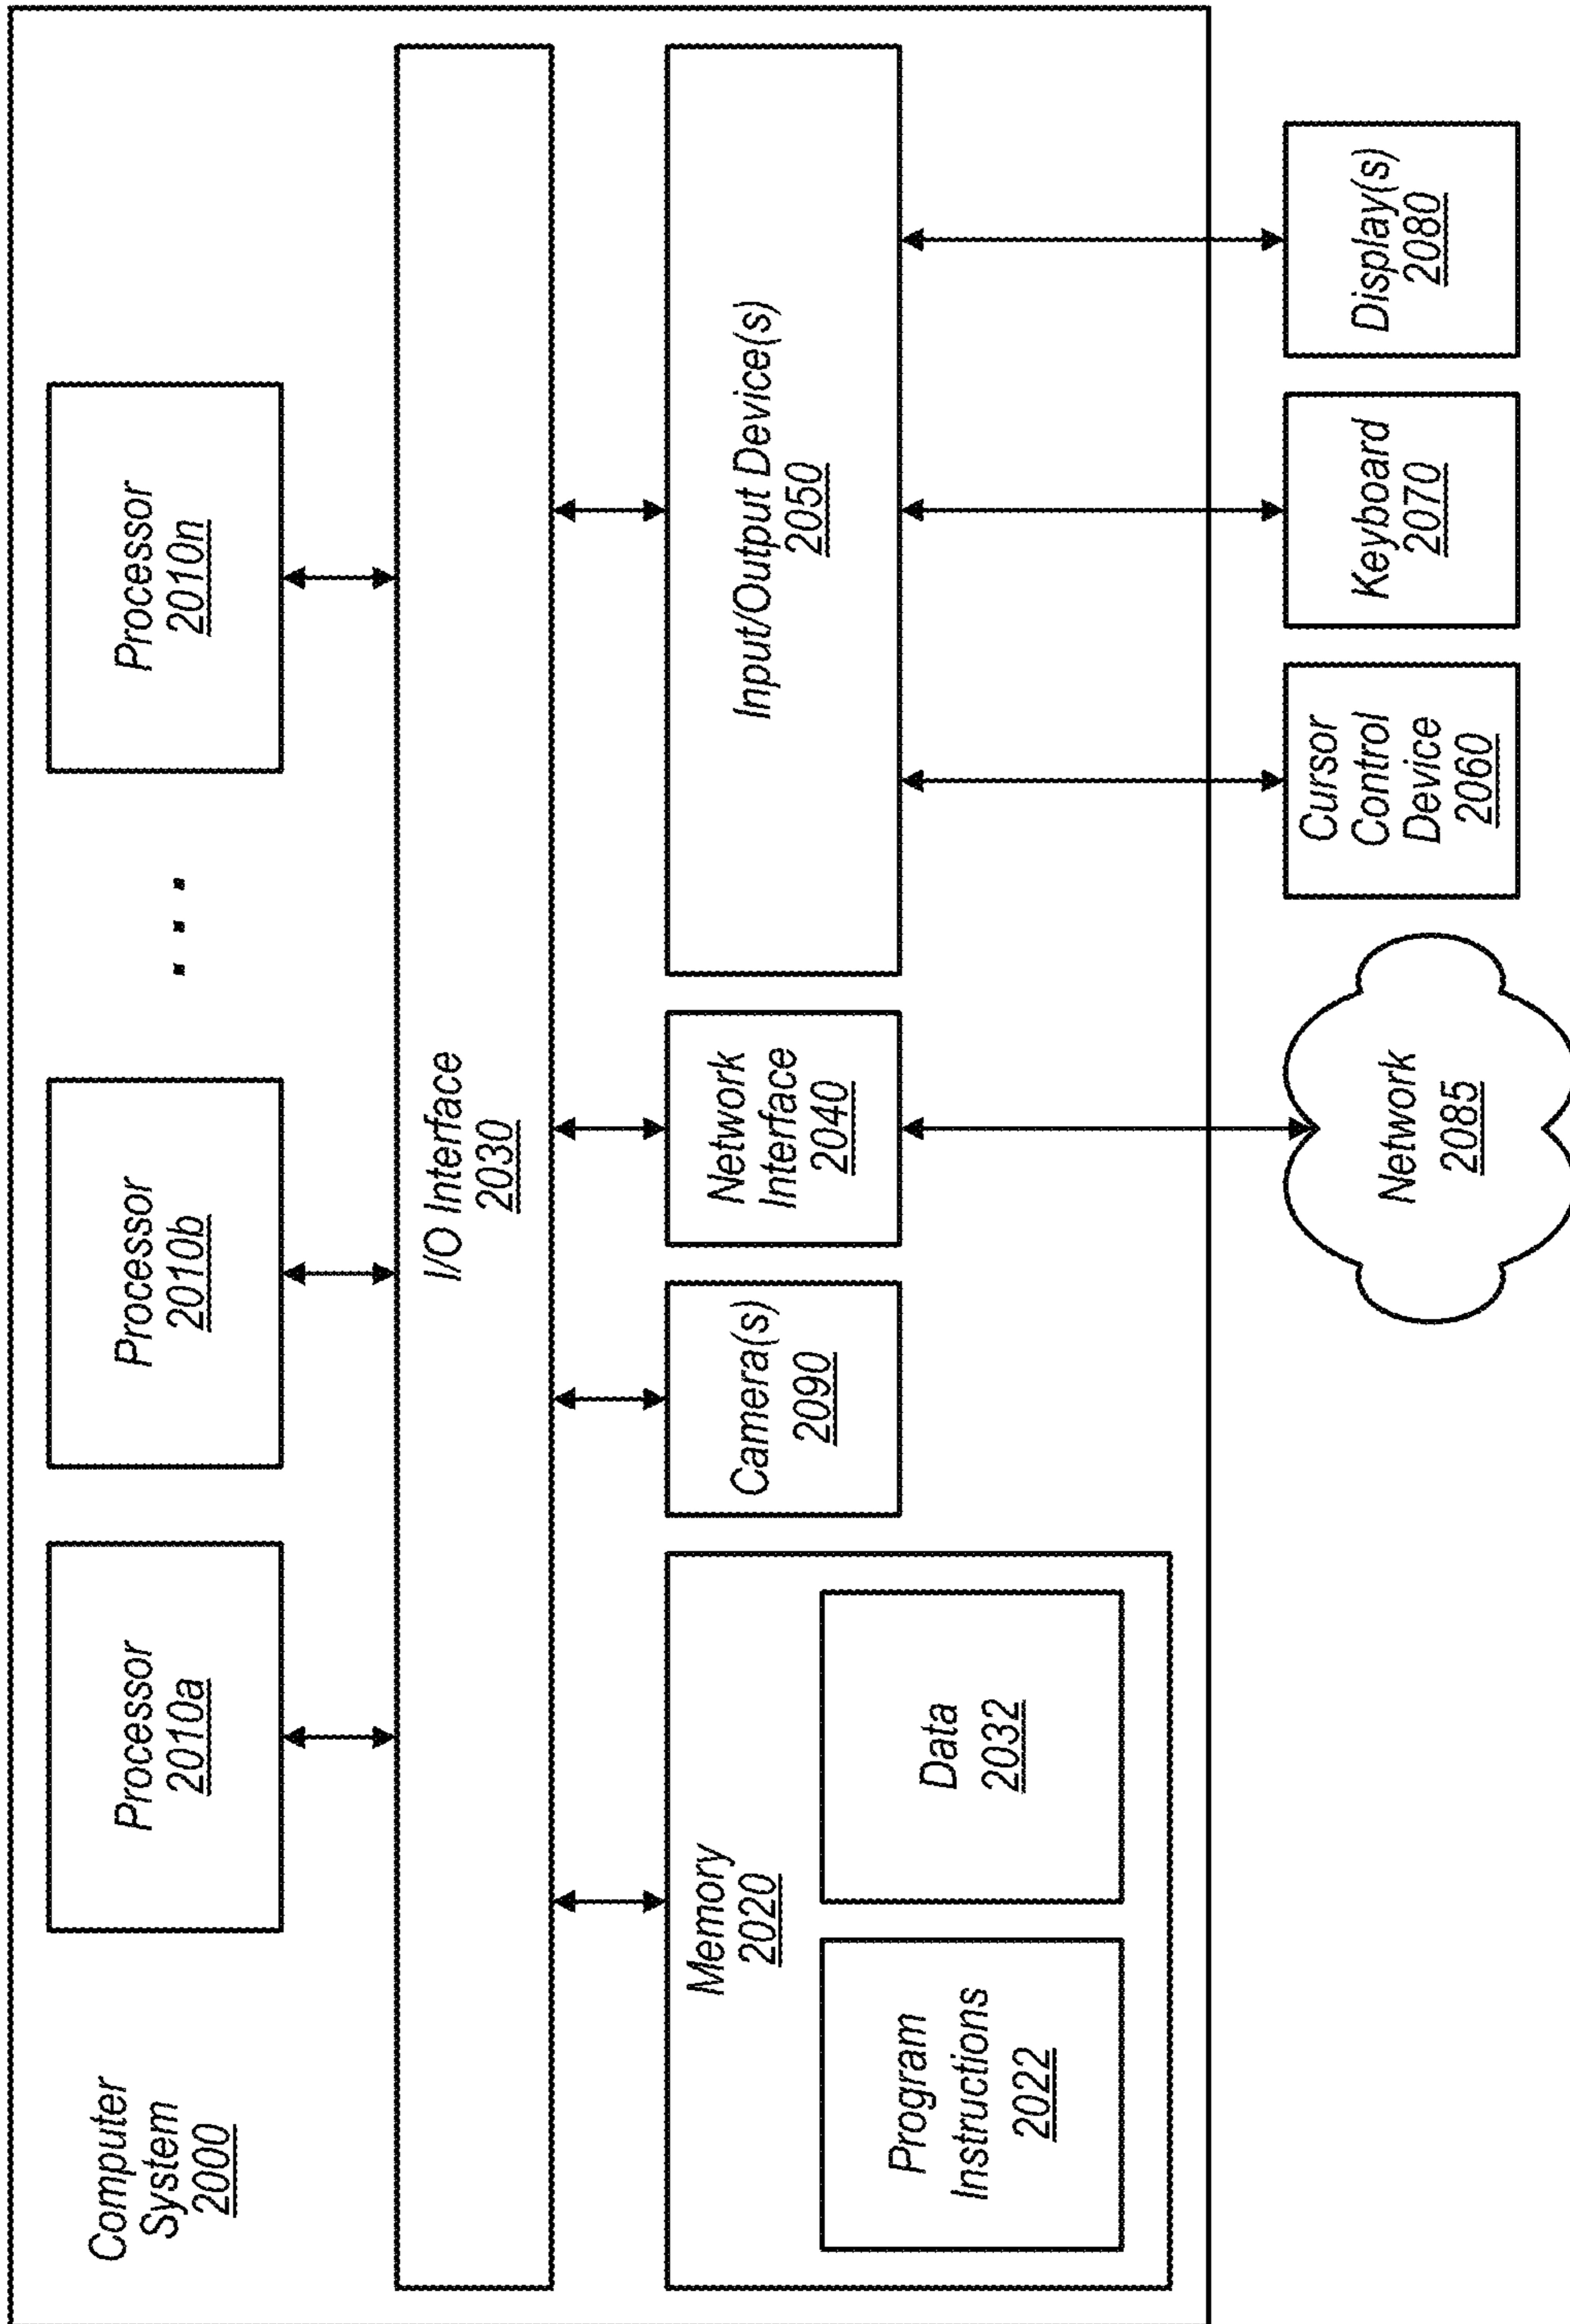 Computer
System
2000
Processor
2010a
Processor
2010b
. . .
Processor
2010n
I/O Interface
2030
Memory
2020
Program
Instructions
2022
Data
2032
Camera(s)
2090
Network
Interface
2040
Input/Output Device(s)
2050
Network
2085
Cursor
Control
Device
2060
Keyboard
2070
Display(s)
2080